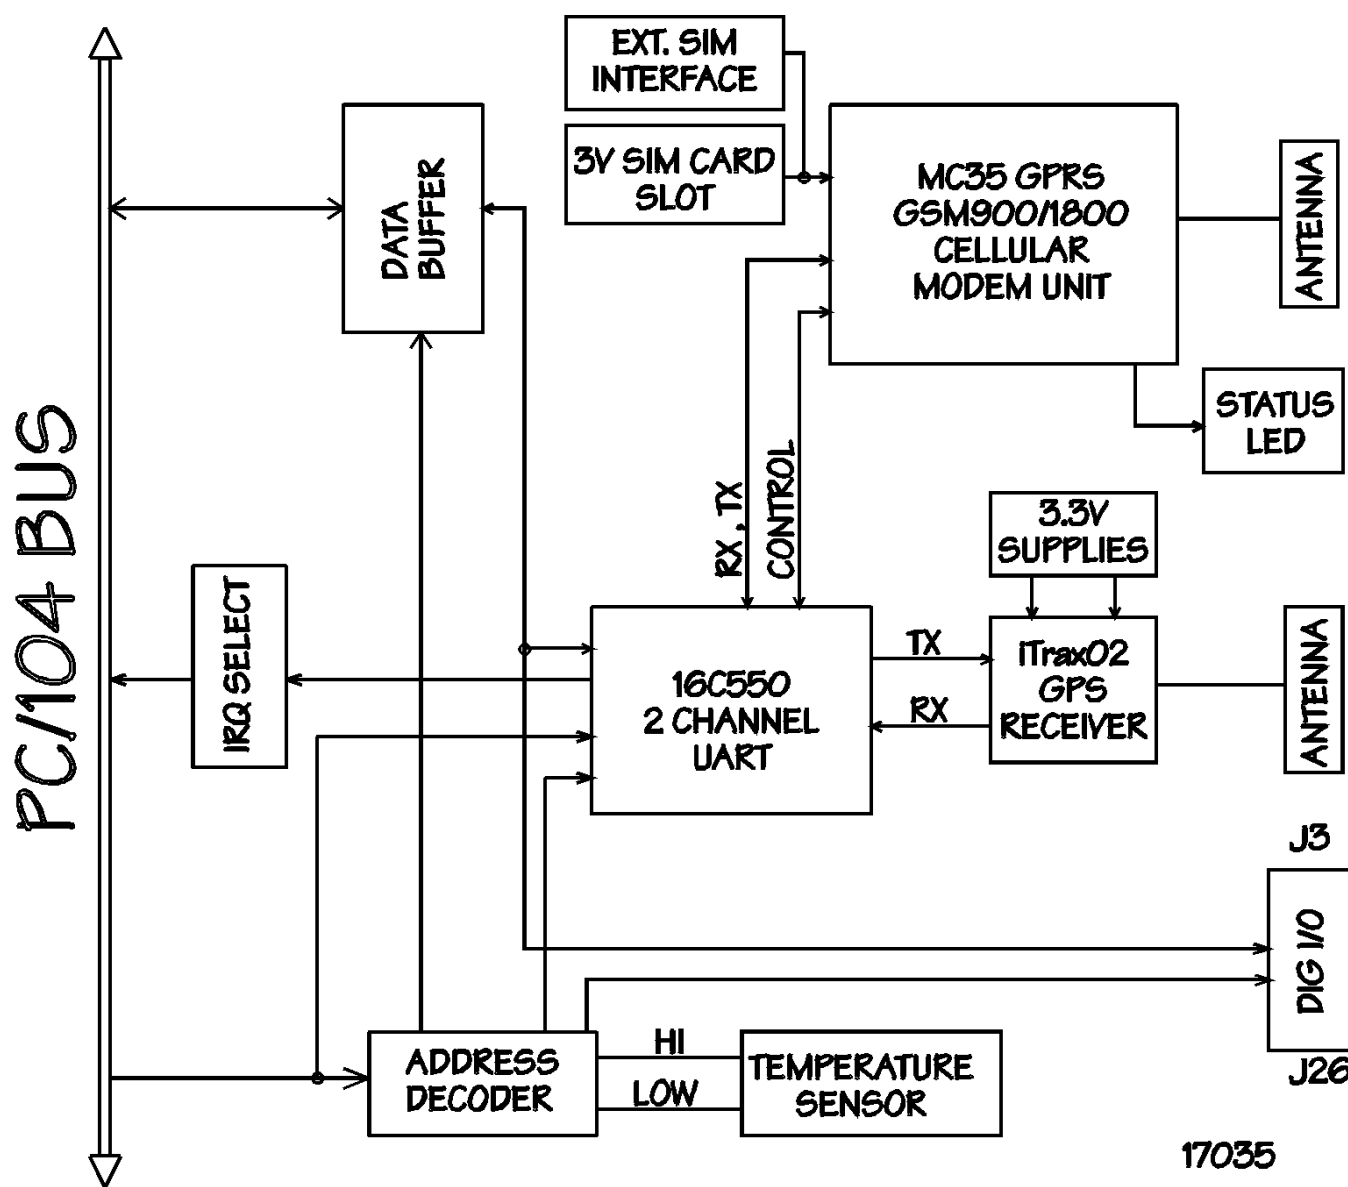 EXT. SIM
INTERFACE
3V SIM CARD
SLOT
MC35 GPRS
GSM900/1800
CELLULAR
MODEM UNIT
ANTENNA
DATA
BUFFER
STATUS
LED
PC/104 BUS
RX , TX
CONTROL
3.3V
SUPPLIES
IRQ SELECT
16C550
2 CHANNEL
UART
TX
RX
iTrax02
GPS
RECEIVER
ANTENNA
J3
DIG I/O
J26
ADDRESS
DECODER
HI
LOW
TEMPERATURE
SENSOR
17035